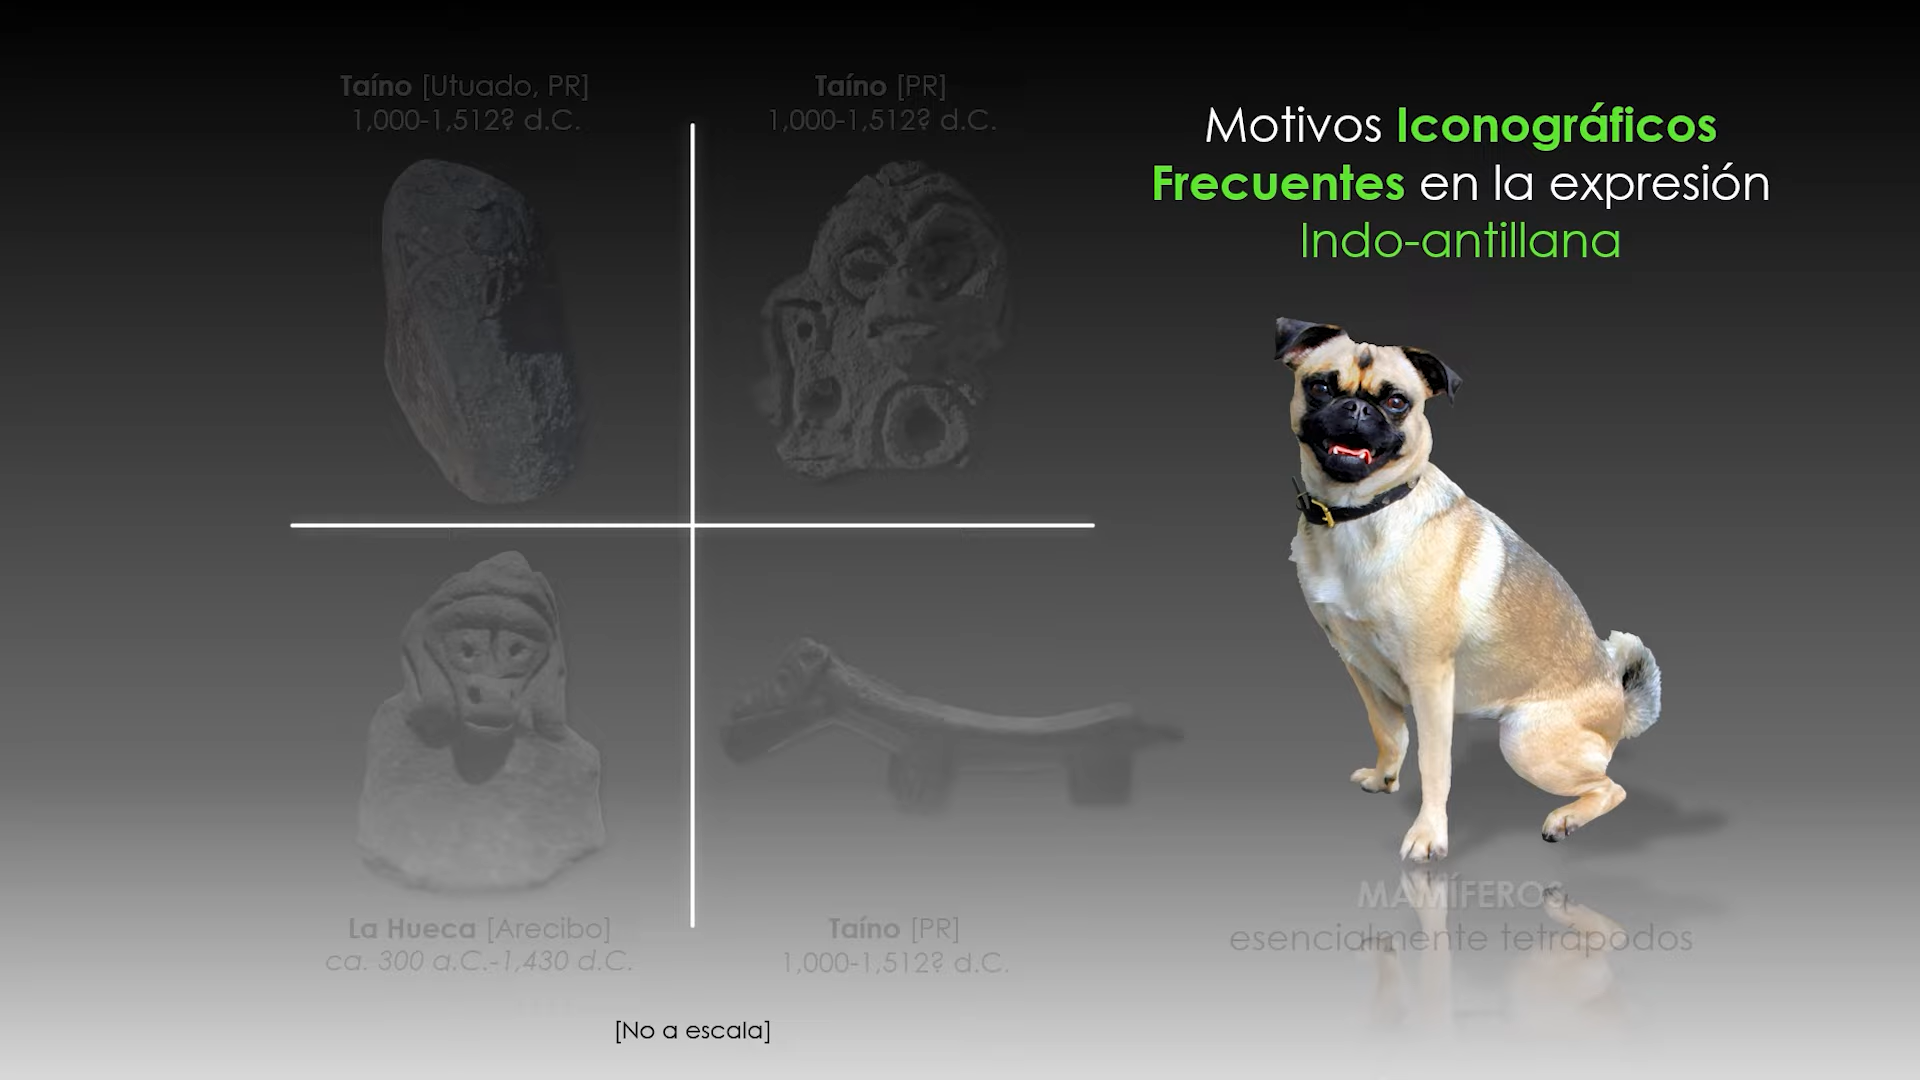 Taíno [Utuado, PR]
1,000-1,512? d.C.
Taíno [PR]
1,000-1,512? d.C.
Motivos Iconográficos
Frecuentes en la expresión
Indo-antillana
La Hueca [Arecibo]
ca. 300 a.C.-1,430 d.C.
Taíno [PR]
1,000-1,512? d.C.
MAMÍFEROS
esencialmente tetrápodos
[No a escala]